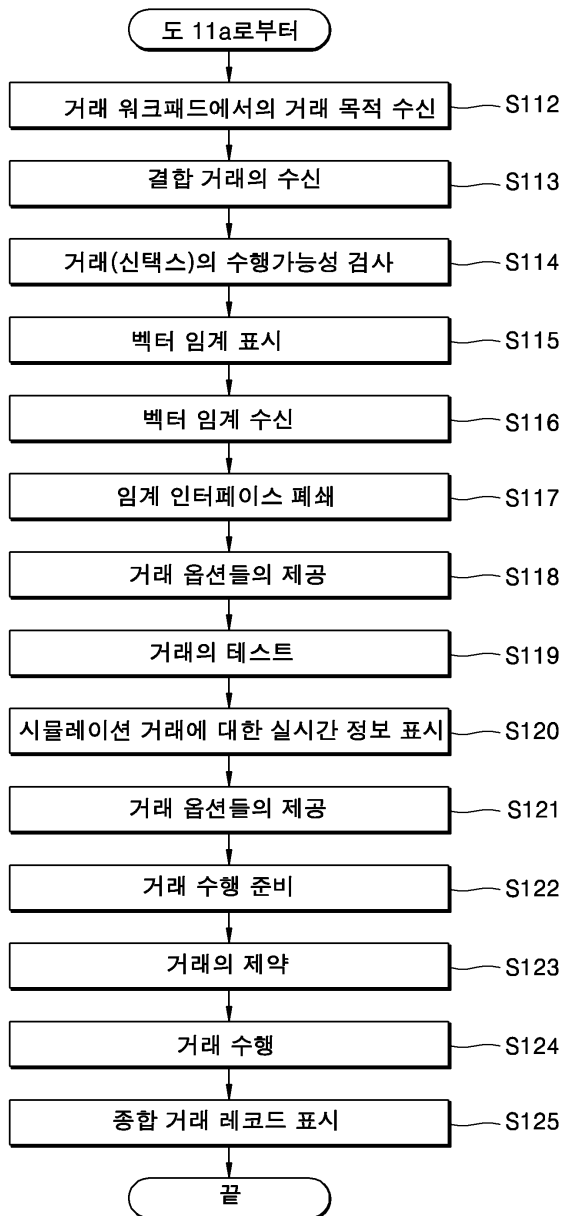 도 11a로부터
거래 워크패드에서의 거래 목적 수신 S112
결합 거래의 수신 S113
거래(신택스)의 수행가능성 검사 S114
벡터 임계 표시 S115
벡터 임계 수신 S116
임계 인터페이스 폐쇄 S117
거래 옵션들의 제공 S118
거래의 테스트 S119
시뮬레이션 거래에 대한 실시간 정보 표시 S120
거래 옵션들의 제공 S121
거래 수행 준비 S122
거래의 제약 S123
거래 수행 S124
종합 거래 레코드 표시 S125
끝